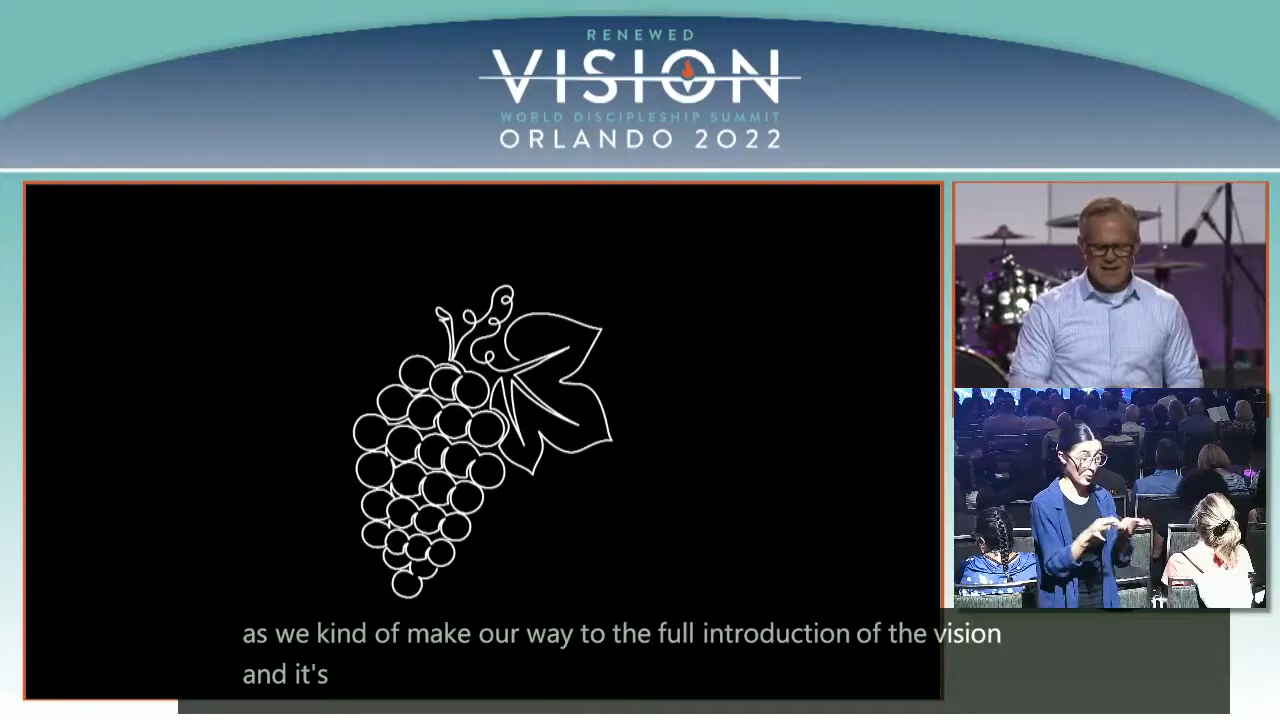 RENEWED
VISION
WORLD DISCIPLESHIP SUMMIT
ORLANDO 2022
as we kind of make our way to the full introduction of the vision
and it's